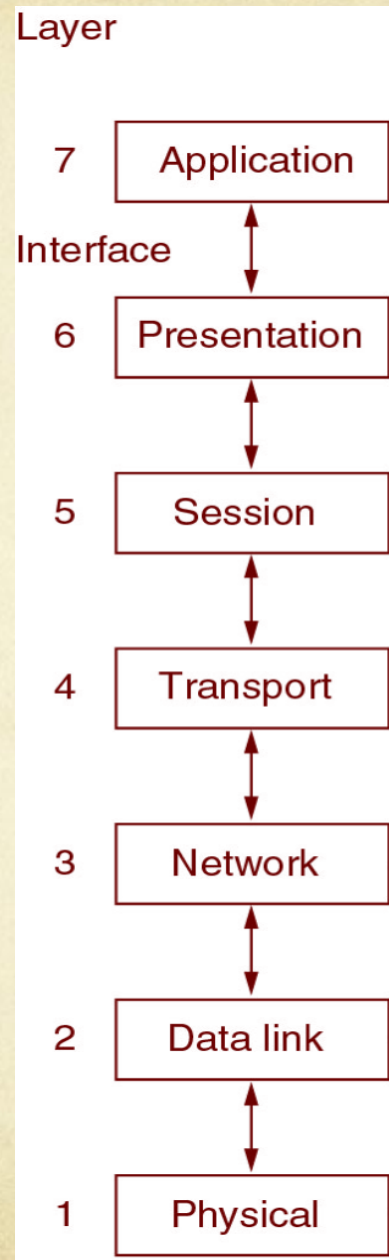 Layer
7 Application
Interface
6 Presentation
5 Session
4 Transport
3 Network
2 Data link
1 Physical